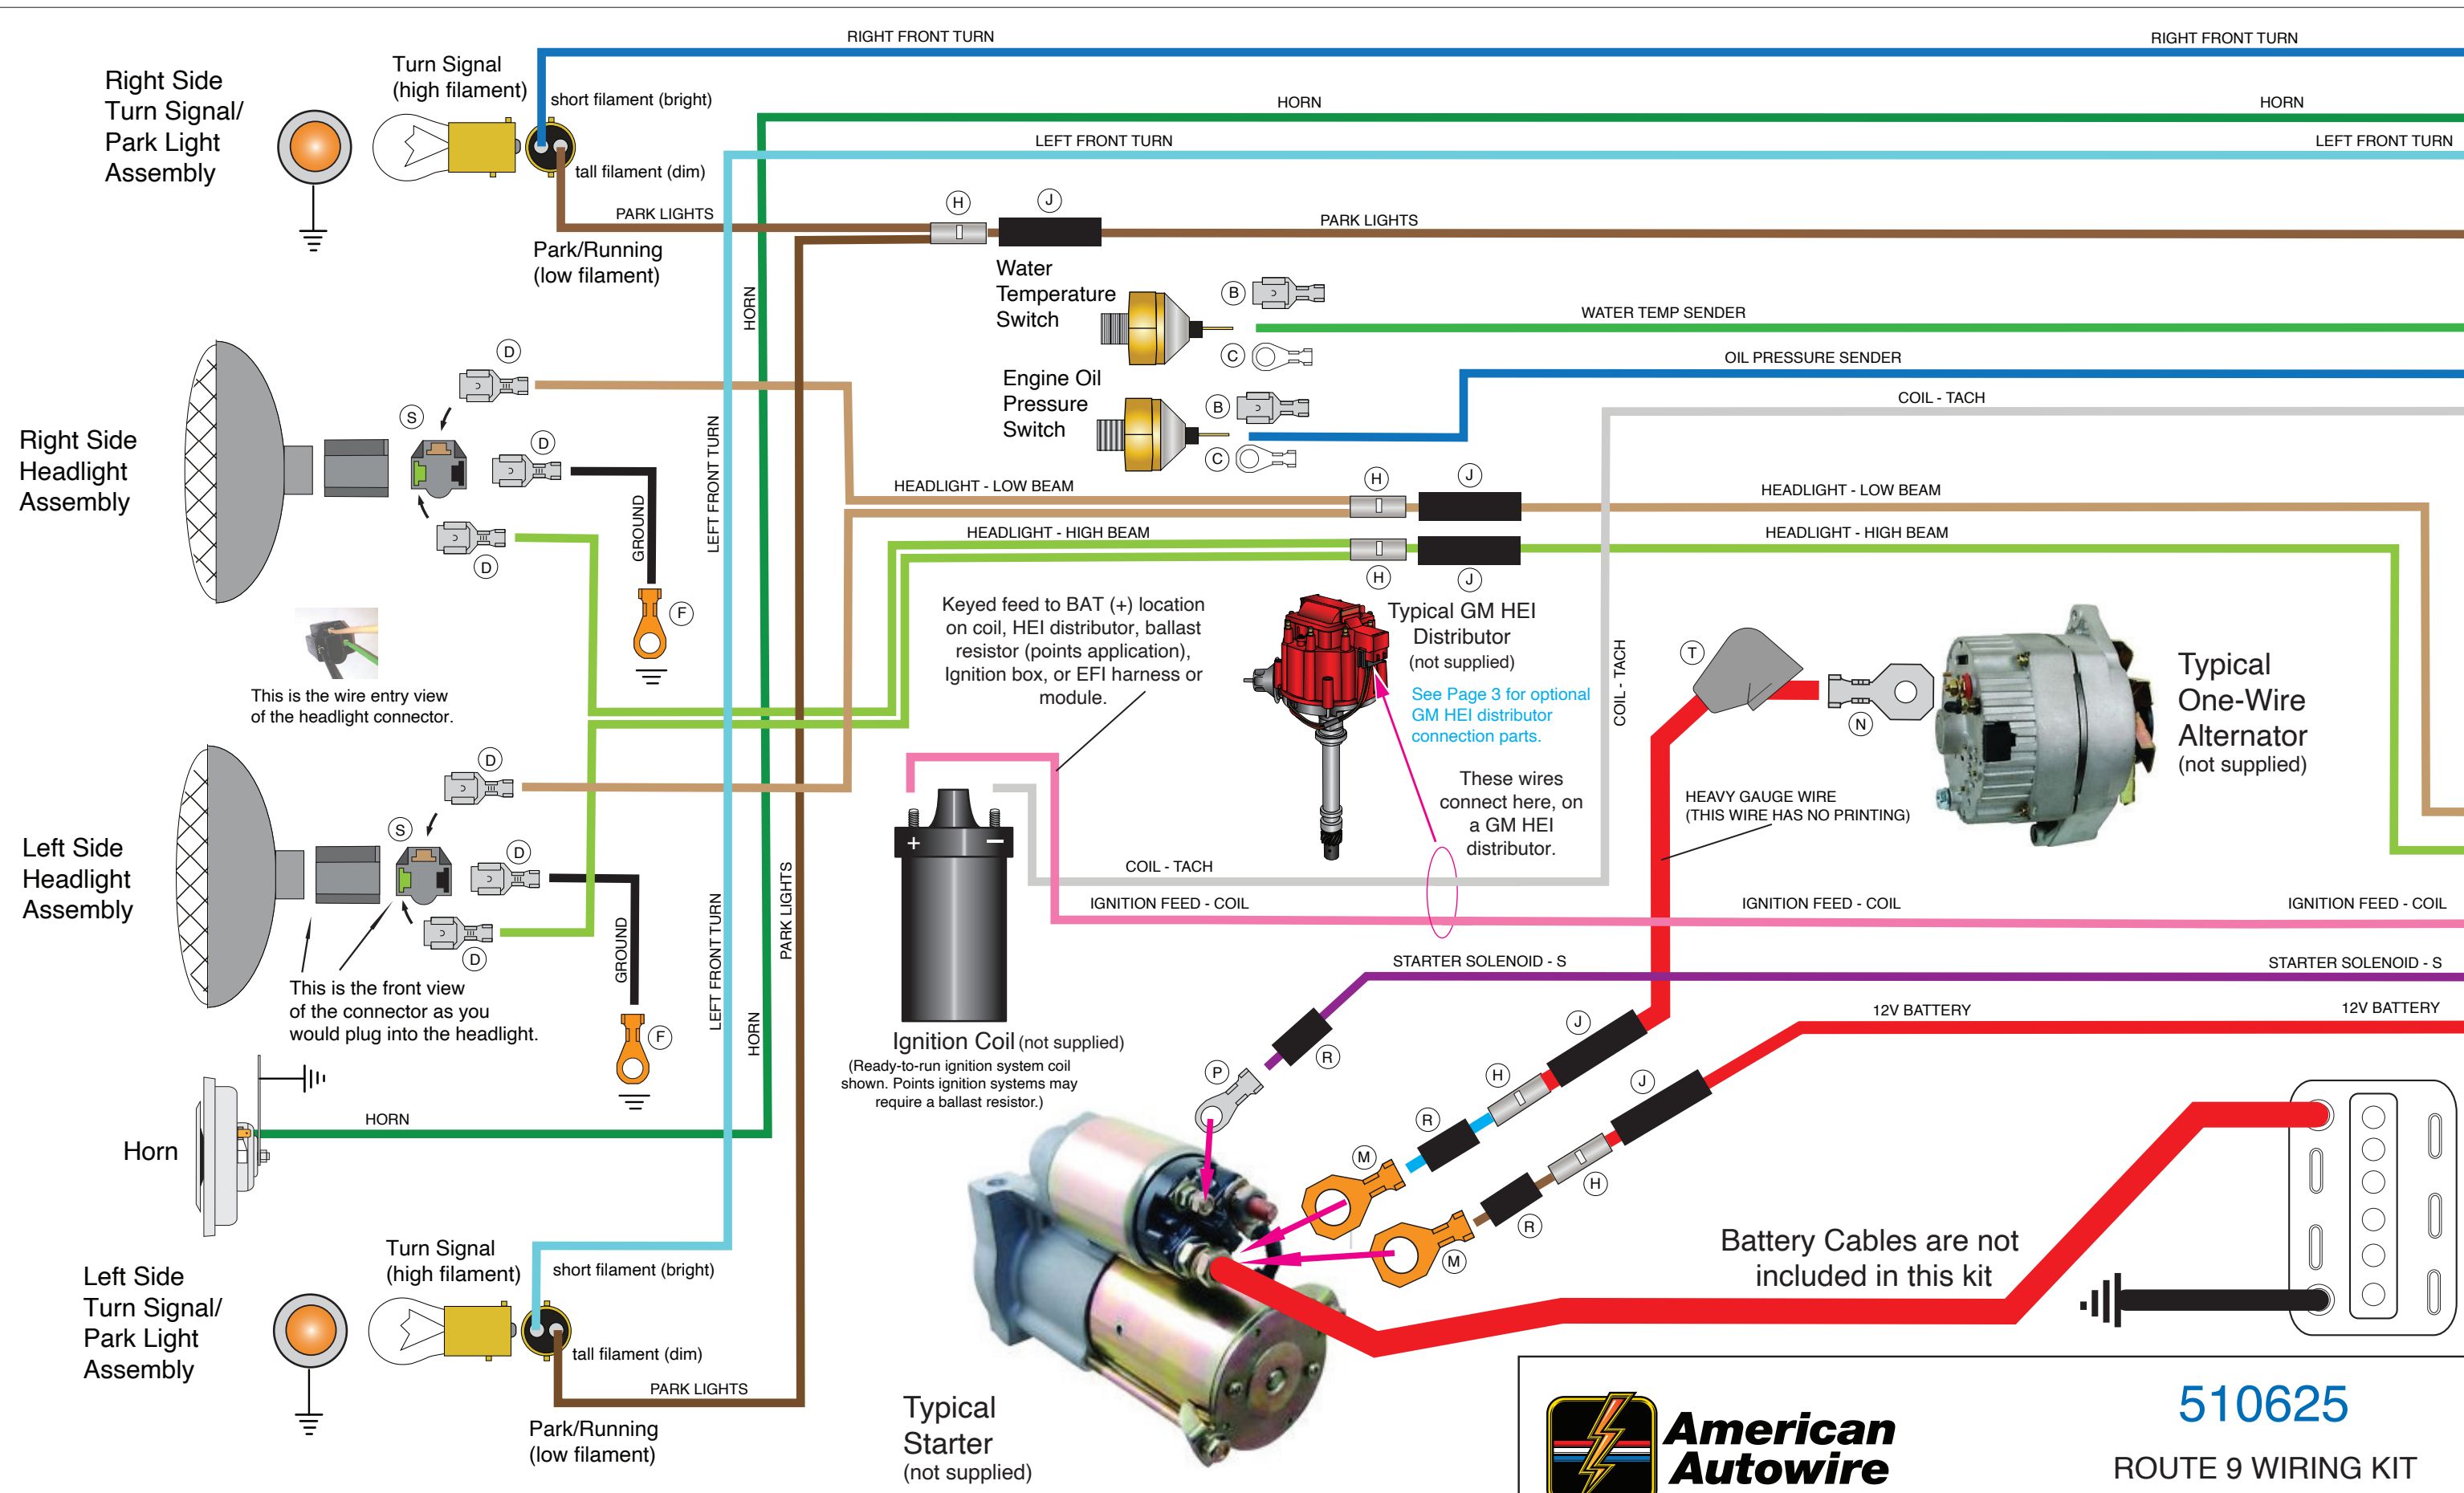 RIGHT FRONT TURN
RIGHT FRONT TURN
Right Side
Turn Signal/
Park Light
Assembly
Turn Signal
(high filament)
short filament (bright)
tall filament (dim)
HORN
HORN
LEFT FRONT TURN
LEFT FRONT TURN
PARK LIGHTS
H
J
PARK LIGHTS
Park/Running
(low filament)
Water
Temperature
Switch
B
C
WATER TEMP SENDER
OIL PRESSURE SENDER
Engine Oil
Pressure
Switch
B
C
COIL - TACH
HORN
LEFT FRONT TURN
Right Side
Headlight
Assembly
D
S
D
D
GROUND
F
HEADLIGHT - LOW BEAM
H
J
HEADLIGHT - LOW BEAM
HEADLIGHT - HIGH BEAM
H
J
HEADLIGHT - HIGH BEAM
This is the wire entry view
of the headlight connector.
Keyed feed to BAT (+) location
on coil, HEI distributor, ballast
resistor (points application),
Ignition box, or EFI harness or
module.
Typical GM HEI
Distributor
(not supplied)
See Page 3 for optional
GM HEI distributor
connection parts.
These wires
connect here, on
a GM HEI
distributor.
COIL - TACH
T
N
Typical
One-Wire
Alternator
(not supplied)
HEAVY GAUGE WIRE
(THIS WIRE HAS NO PRINTING)
Left Side
Headlight
Assembly
D
S
D
D
GROUND
F
This is the front view
of the connector as you
would plug into the headlight.
LEFT FRONT TURN
HORN
PARK LIGHTS
+
–
COIL - TACH
IGNITION FEED - COIL
IGNITION FEED - COIL
IGNITION FEED - COIL
STARTER SOLENOID - S
STARTER SOLENOID - S
12V BATTERY
12V BATTERY
Ignition Coil (not supplied)
(Ready-to-run ignition system coil
shown. Points ignition systems may
require a ballast resistor.)
P
R
J
H
R
M
J
H
R
M
Horn
HORN
Battery Cables are not
included in this kit
Left Side
Turn Signal/
Park Light
Assembly
Turn Signal
(high filament)
short filament (bright)
tall filament (dim)
PARK LIGHTS
Park/Running
(low filament)
Typical
Starter
(not supplied)
American
Autowire
510625
ROUTE 9 WIRING KIT